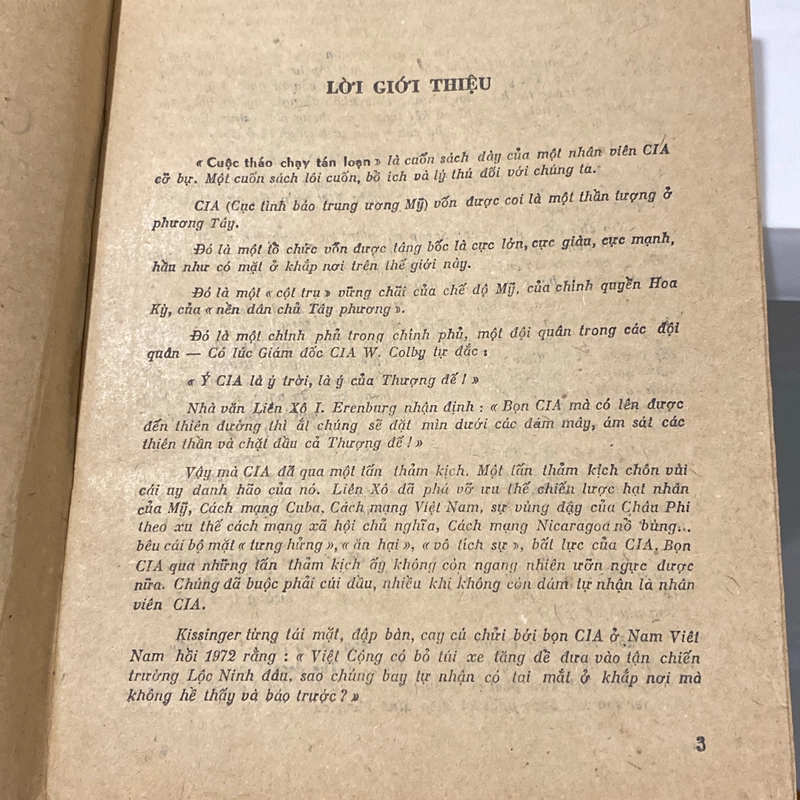 LỜI GIỚI THIỆU
« Cuộc tháo chạy tán loạn » là cuốn sách dày của một nhân viên CIA
cỡ bự. Một cuốn sách lôi cuốn, bồ ích và lý thú đối với chúng ta.
CIA (Cục tình báo trung ương Mỹ) vốn được coi là một thần tượng ở
phương Tây.
Đó là một tồ chức vốn được tâng bốc là cực lớn, cực giàu, cực mạnh,
hầu như có mặt ở khắp nơi trên thế giới này.
Đó là một « cột trụ » vững chãi của chế độ Mỹ, của chính quyền Hoa
Kỳ, của « nền dân chủ Tây phương ».
Đó là một chính phủ trong chính phủ, một đội quân trong các đội
quân — Có lúc Giám đốc CIA W. Colby tự đắc :
« Ý CIA là ý trời, là ý của Thượng đế ! »
Nhà văn Liên Xô I. Erenburg nhận định : « Bọn CIA mà có lên được
đến thiên đường thì ắt chúng sẽ đặt mìn dưới các đám mây, ám sát các
thiên thần và chặt đầu cả Thượng đế ! »
Vậy mà CIA đã qua một tấn thảm kịch. Một tấn thảm kịch chôn vùi
cái uy danh hão của nó. Liên Xô đã phá vỡ ưu thế chiến lược hạt nhân
của Mỹ, Cách mạng Cuba, Cách mạng Việt Nam, sự vùng dậy của Châu Phi
theo xu thế cách mạng xã hội chủ nghĩa, Cách mạng Nicaragoa nồ bùng...
bêu cái bộ mặt « tưng hửng », « ăn hại », « vô tích sự », bất lực của CIA. Bọn
CIA qua những tấn thảm kịch ấy không còn ngang nhiên ưỡn ngực được
nữa. Chúng đã buộc phải cúi đầu, nhiều khi không còn dám tự nhận là nhân
viên CIA.
Kissinger từng tái mặt, đập bàn, cay cú chửi bới bọn CIA ở Nam Viêt
Nam hồi 1972 rằng : « Việt Cộng có bỏ túi xe tăng đề đưa vào tận chiến
trường Lộc Ninh đâu, sao chúng bay tự nhận có tai mắt ở khắp nơi mà
không hề thấy và báo trước ? »
3